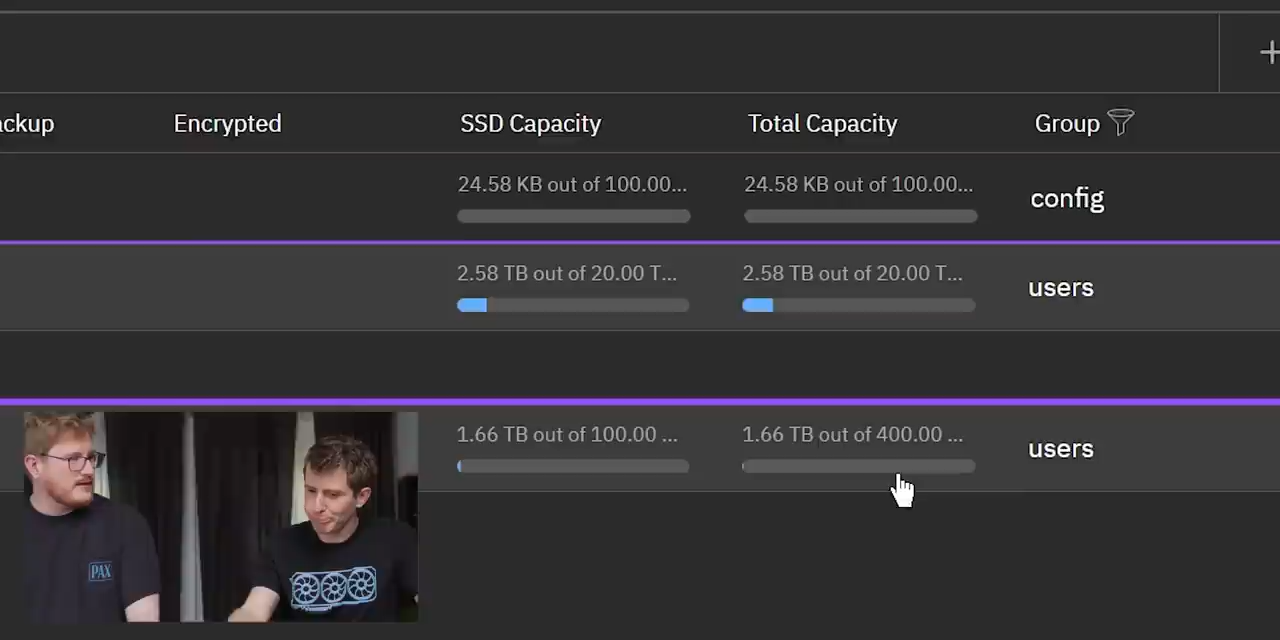 ackup Encrypted SSD Capacity Total Capacity Group
24.58 KB out of 100.00... 24.58 KB out of 100.00... config
2.58 TB out of 20.00 T... 2.58 TB out of 20.00 T... users
1.66 TB out of 100.00 ... 1.66 TB out of 400.00 ... users
PAX